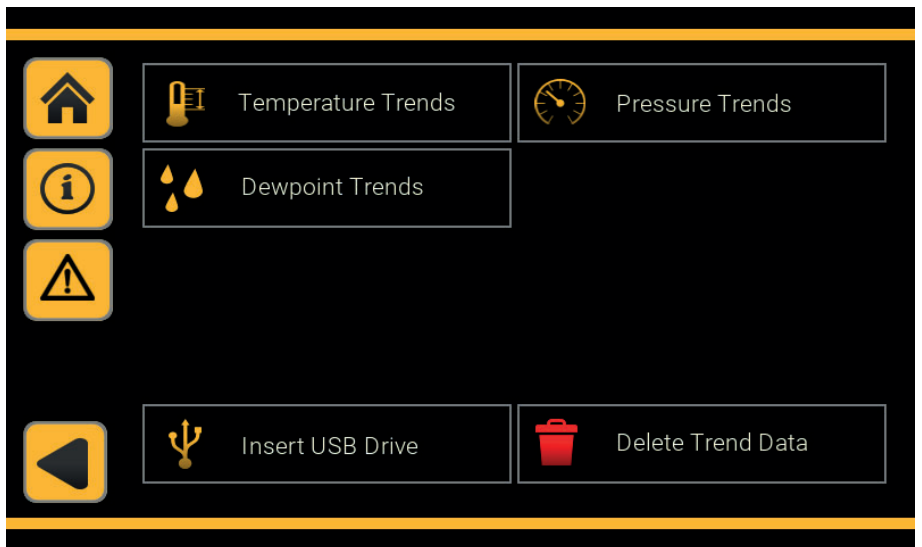 Temperature Trends
Pressure Trends
Dewpoint Trends
Insert USB Drive
Delete Trend Data